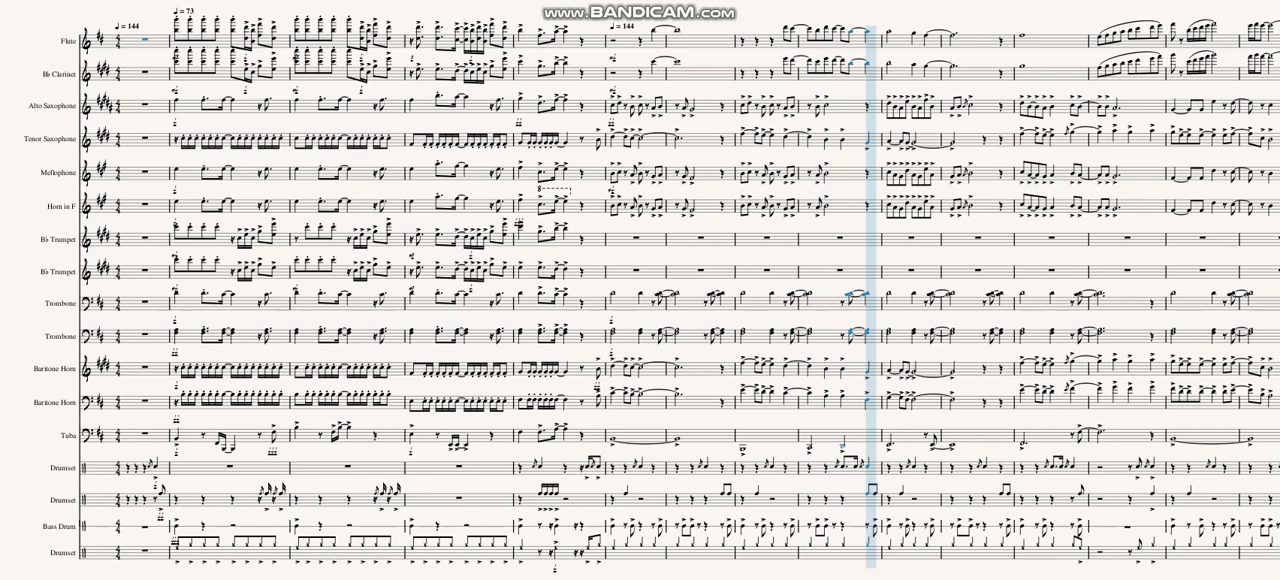 www.BANDICAM.com
♩ = 144
♩ = 73
♩ = 144
Flute
B♭ Clarinet
Alto Saxophone
Tenor Saxophone
Mellophone
Horn in F
B♭ Trumpet
B♭ Trumpet
Trombone
Trombone
Baritone Horn
Baritone Horn
Tuba
Drumset
Drumset
Bass Drum
Drumset